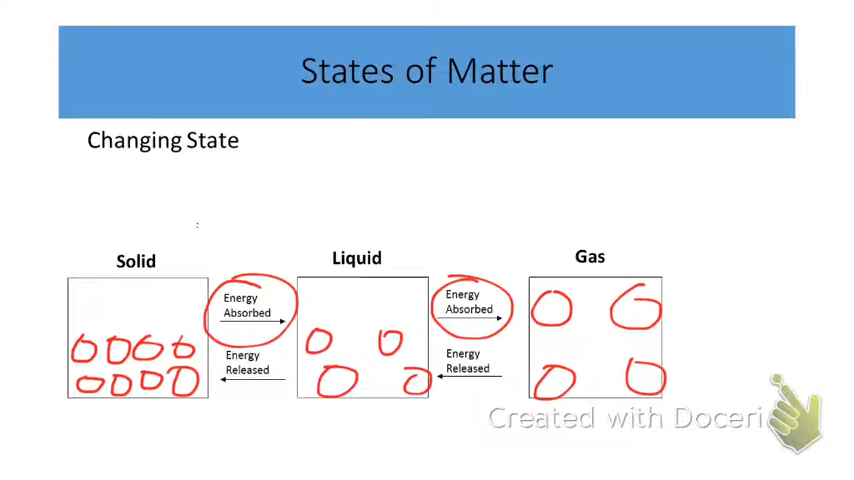 States of Matter
Changing State
Solid
Liquid
Gas
Energy
Absorbed
Energy
Released
Energy
Absorbed
Energy
Released
Created with Doceri